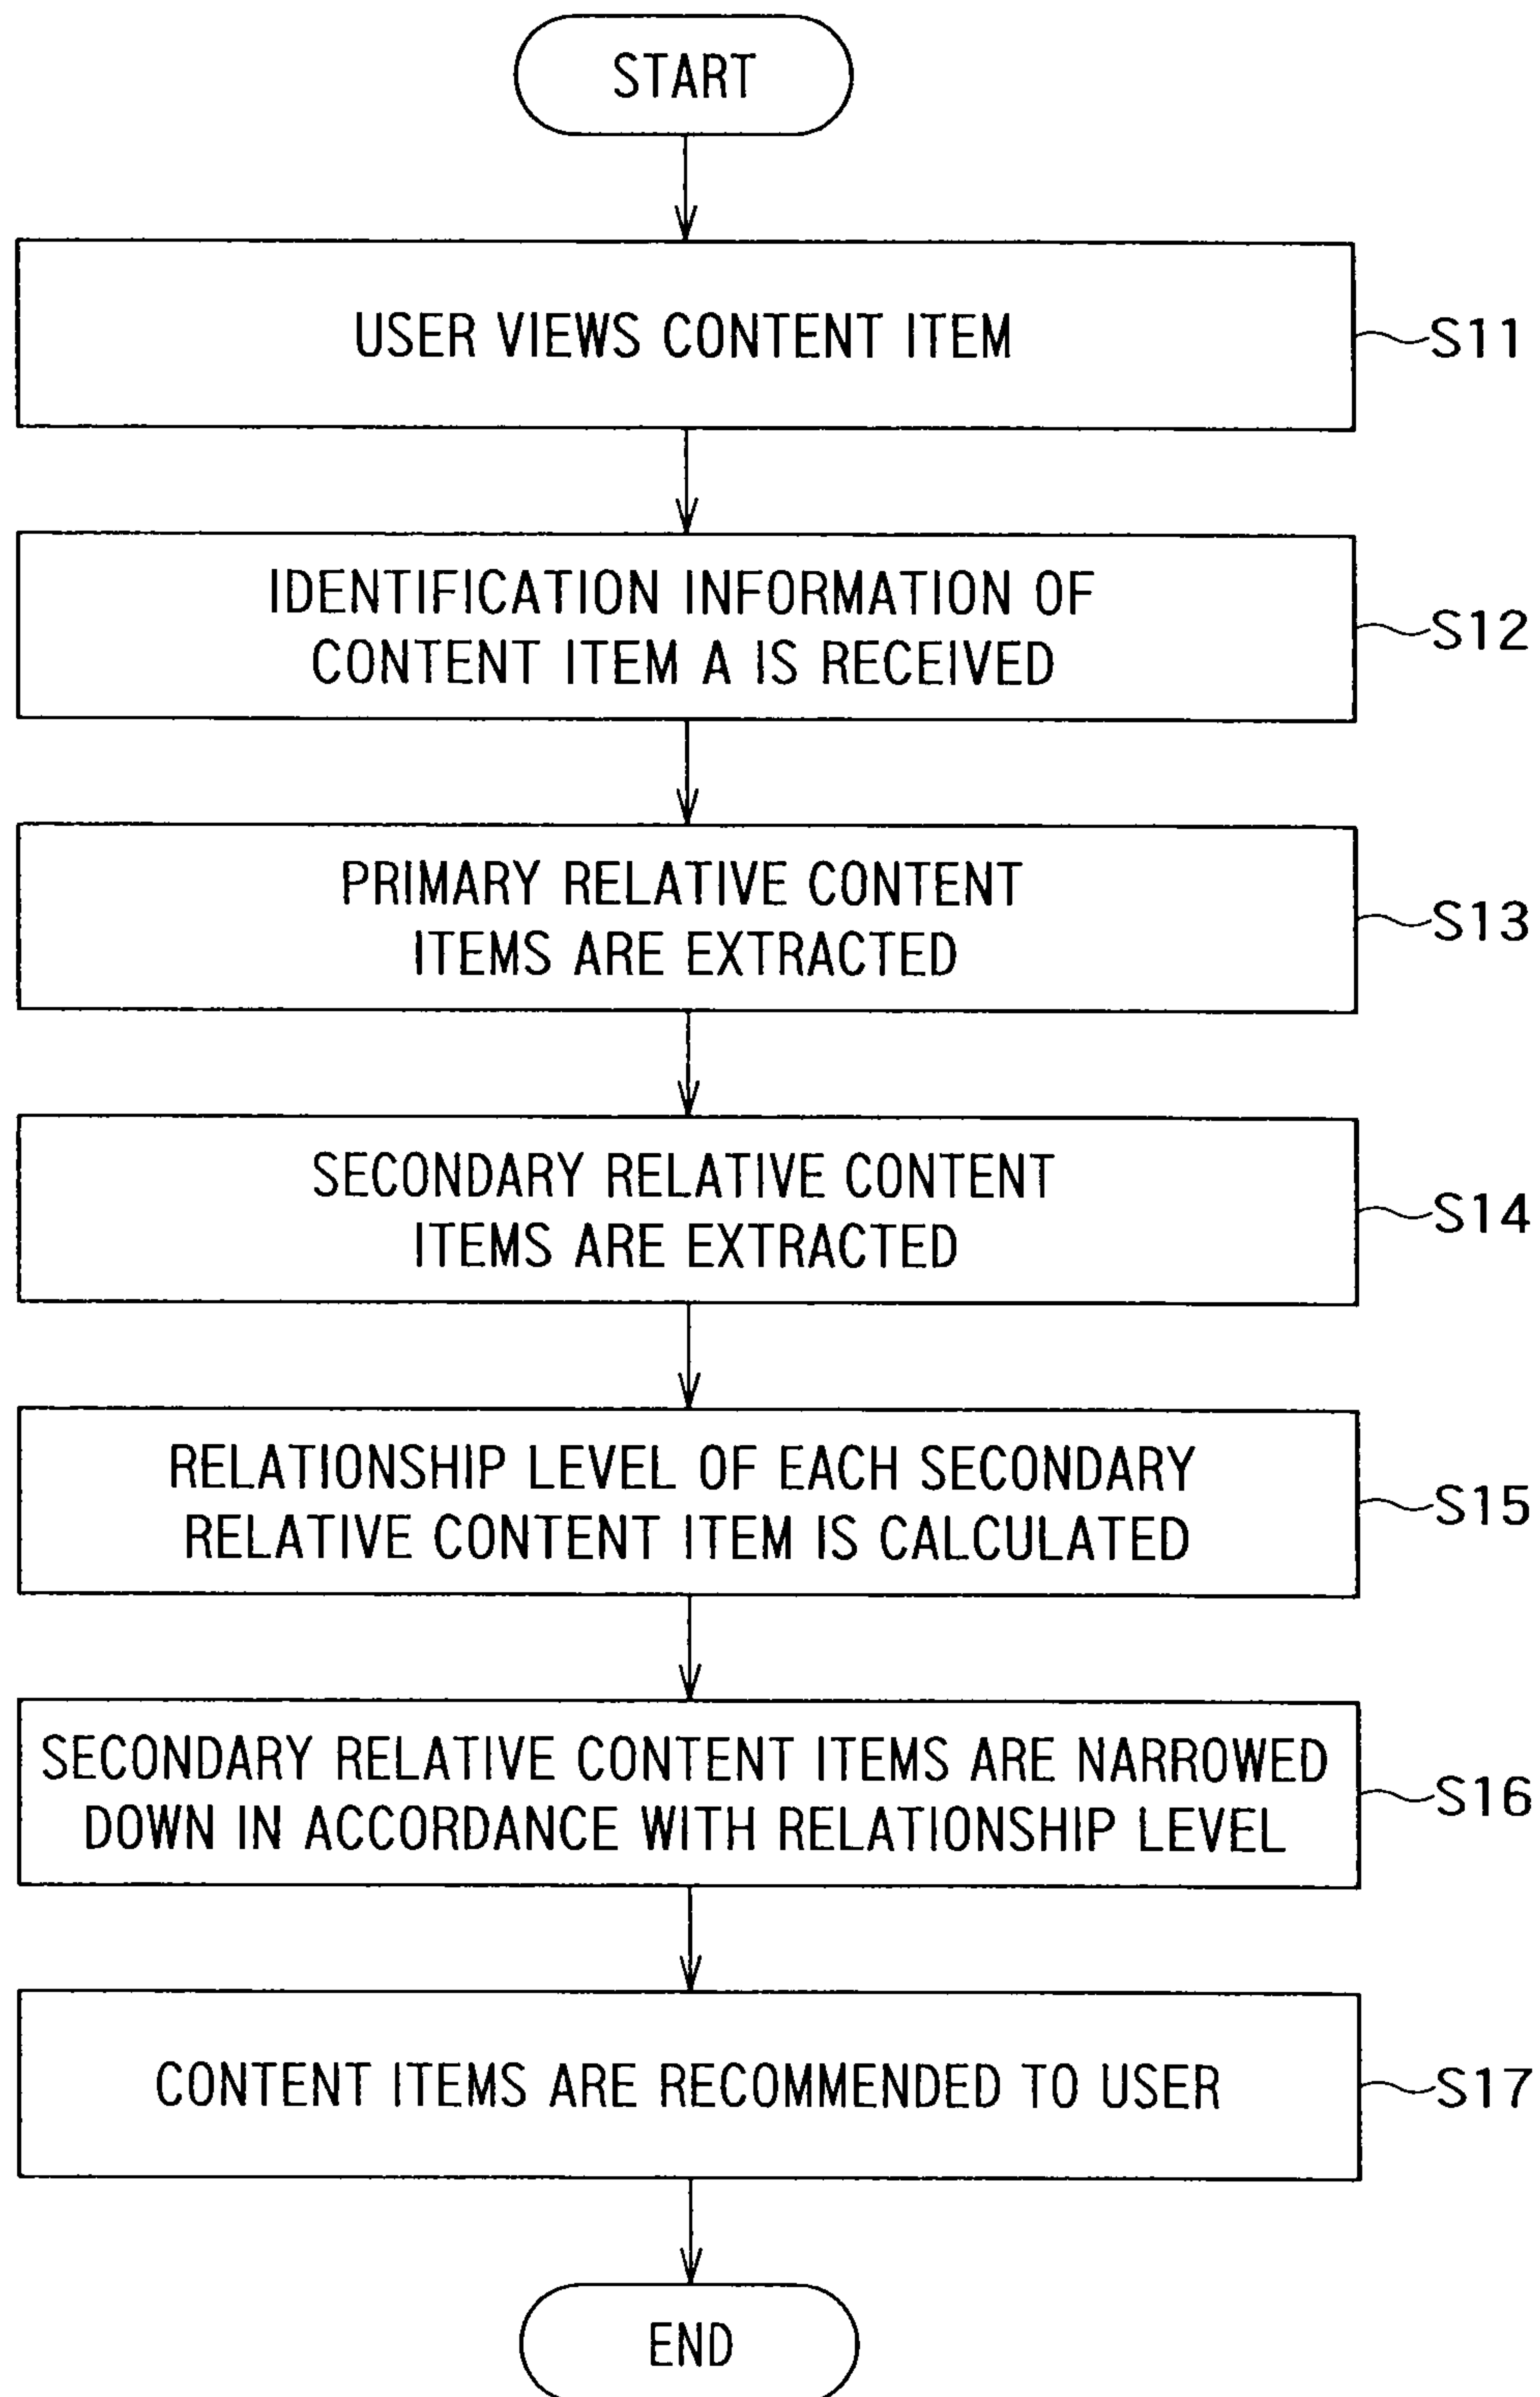 START
USER VIEWS CONTENT ITEM
S11
IDENTIFICATION INFORMATION OF
CONTENT ITEM A IS RECEIVED
S12
PRIMARY RELATIVE CONTENT
ITEMS ARE EXTRACTED
S13
SECONDARY RELATIVE CONTENT
ITEMS ARE EXTRACTED
S14
RELATIONSHIP LEVEL OF EACH SECONDARY
RELATIVE CONTENT ITEM IS CALCULATED
S15
SECONDARY RELATIVE CONTENT ITEMS ARE NARROWED
DOWN IN ACCORDANCE WITH RELATIONSHIP LEVEL
S16
CONTENT ITEMS ARE RECOMMENDED TO USER
S17
END